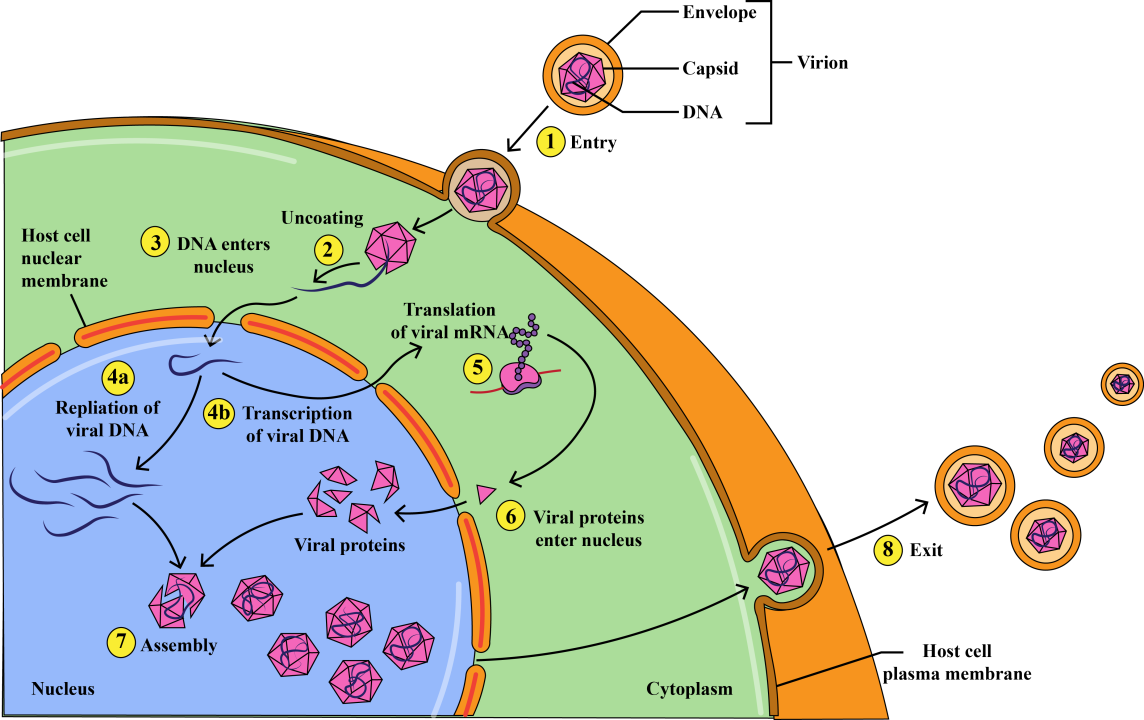 Envelope
Capsid
DNA
Virion
1 Entry
Uncoating
2
3 DNA enters
nucleus
Host cell
nuclear
membrane
Translation
of viral mRNA
5
4a
Repliation of
viral DNA
4b Transcription
of viral DNA
6 Viral proteins
enter nucleus
Viral proteins
8 Exit
7 Assembly
Nucleus
Cytoplasm
Host cell
plasma membrane